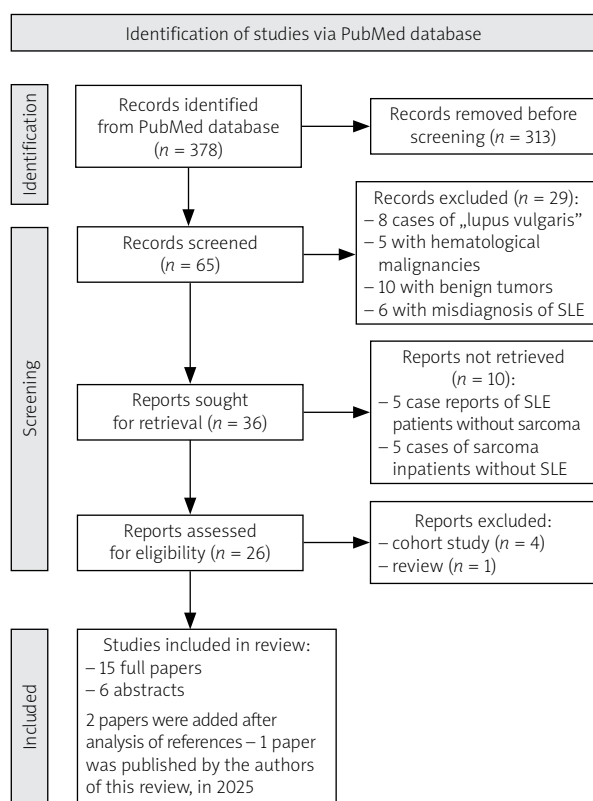 Identification of studies via PubMed database
Identification
Records identified
from PubMed database
(n = 378)
Records removed before
screening (n = 313)
Screening
Records screened
(n = 65)
Records excluded (n = 29):
– 8 cases of „lupus vulgaris”
– 5 with hematological
malignancies
– 10 with benign tumors
– 6 with misdiagnosis of SLE
Reports sought
for retrieval (n = 36)
Reports not retrieved
(n = 10):
– 5 case reports of SLE
patients without sarcoma
– 5 cases of sarcoma
inpatients without SLE
Reports assessed
for eligibility (n = 26)
Reports excluded:
– cohort study (n = 4)
– review (n = 1)
Included
Studies included in review:
– 15 full papers
– 6 abstracts
2 papers were added after
analysis of references – 1 paper
was published by the authors
of this review, in 2025